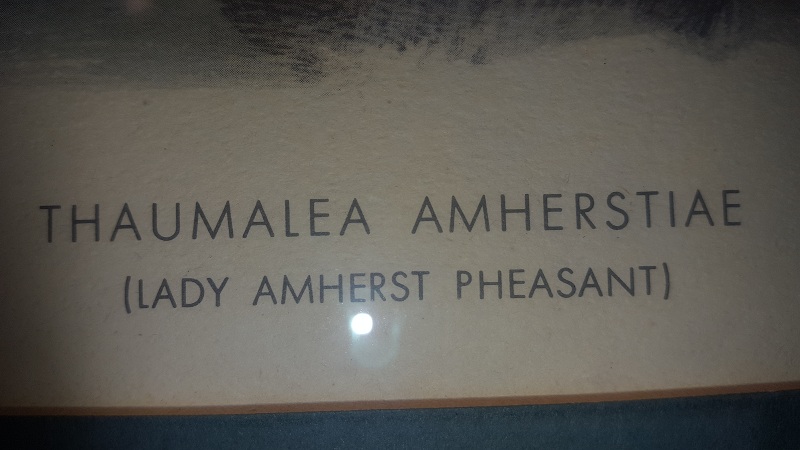 THAUMALEA AMHERSTIAE
(LADY AMHERST PHEASANT)